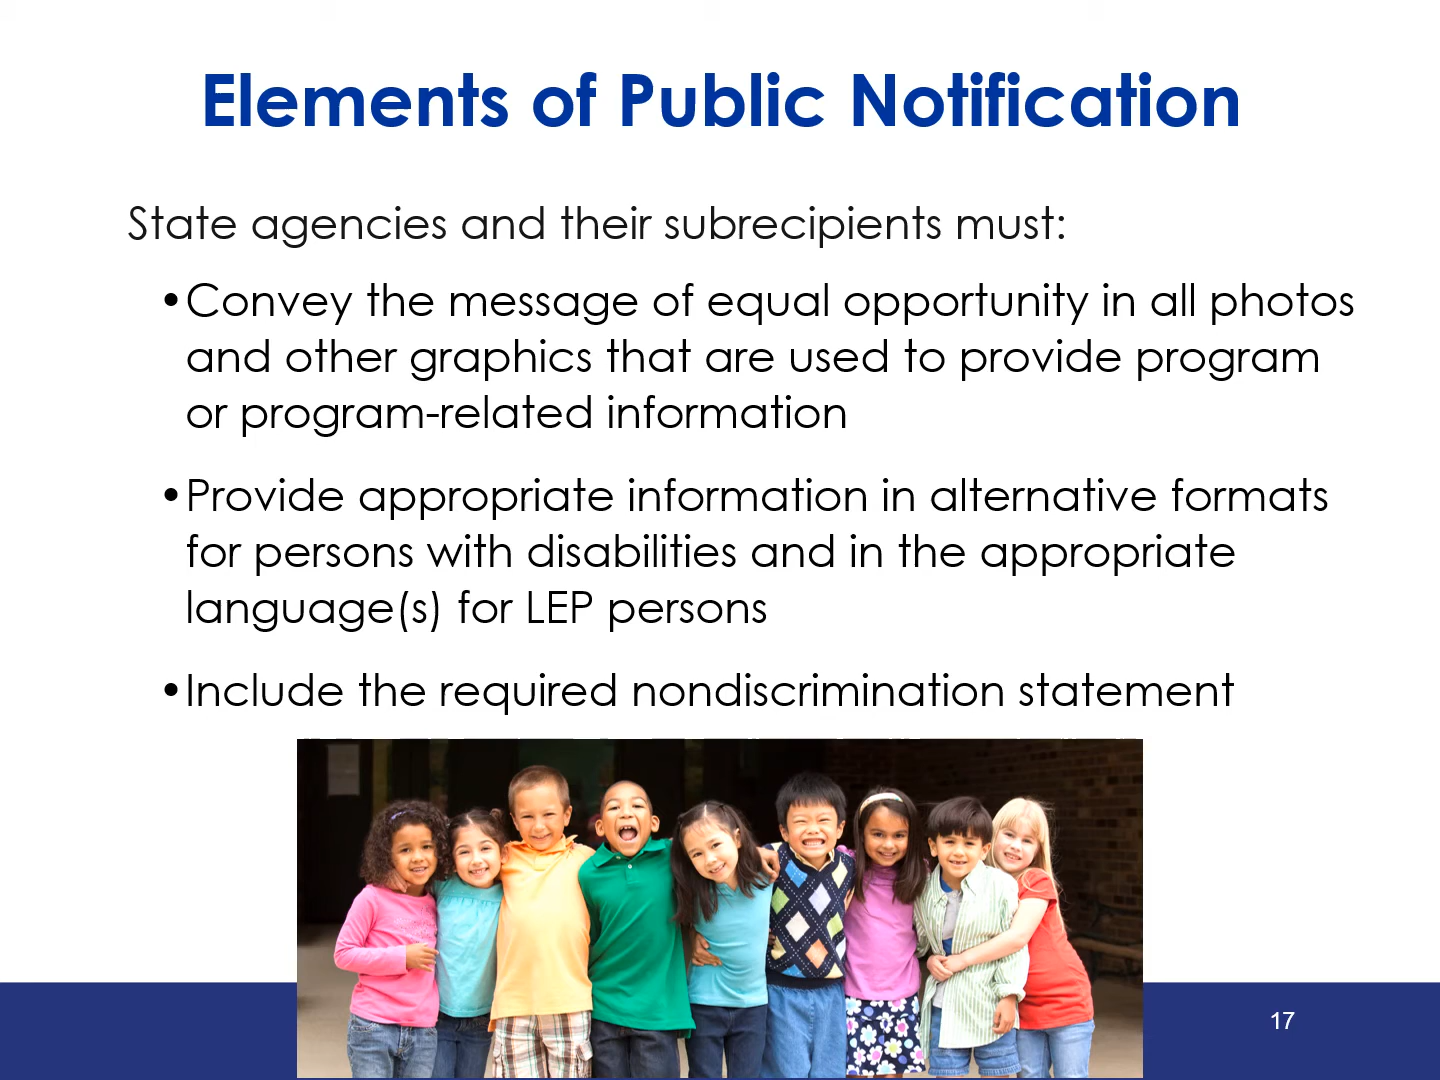 Elements of Public Notification
State agencies and their subrecipients must:
•Convey the message of equal opportunity in all photos
and other graphics that are used to provide program
or program-related information
•Provide appropriate information in alternative formats
for persons with disabilities and in the appropriate
language(s) for LEP persons
•Include the required nondiscrimination statement
17